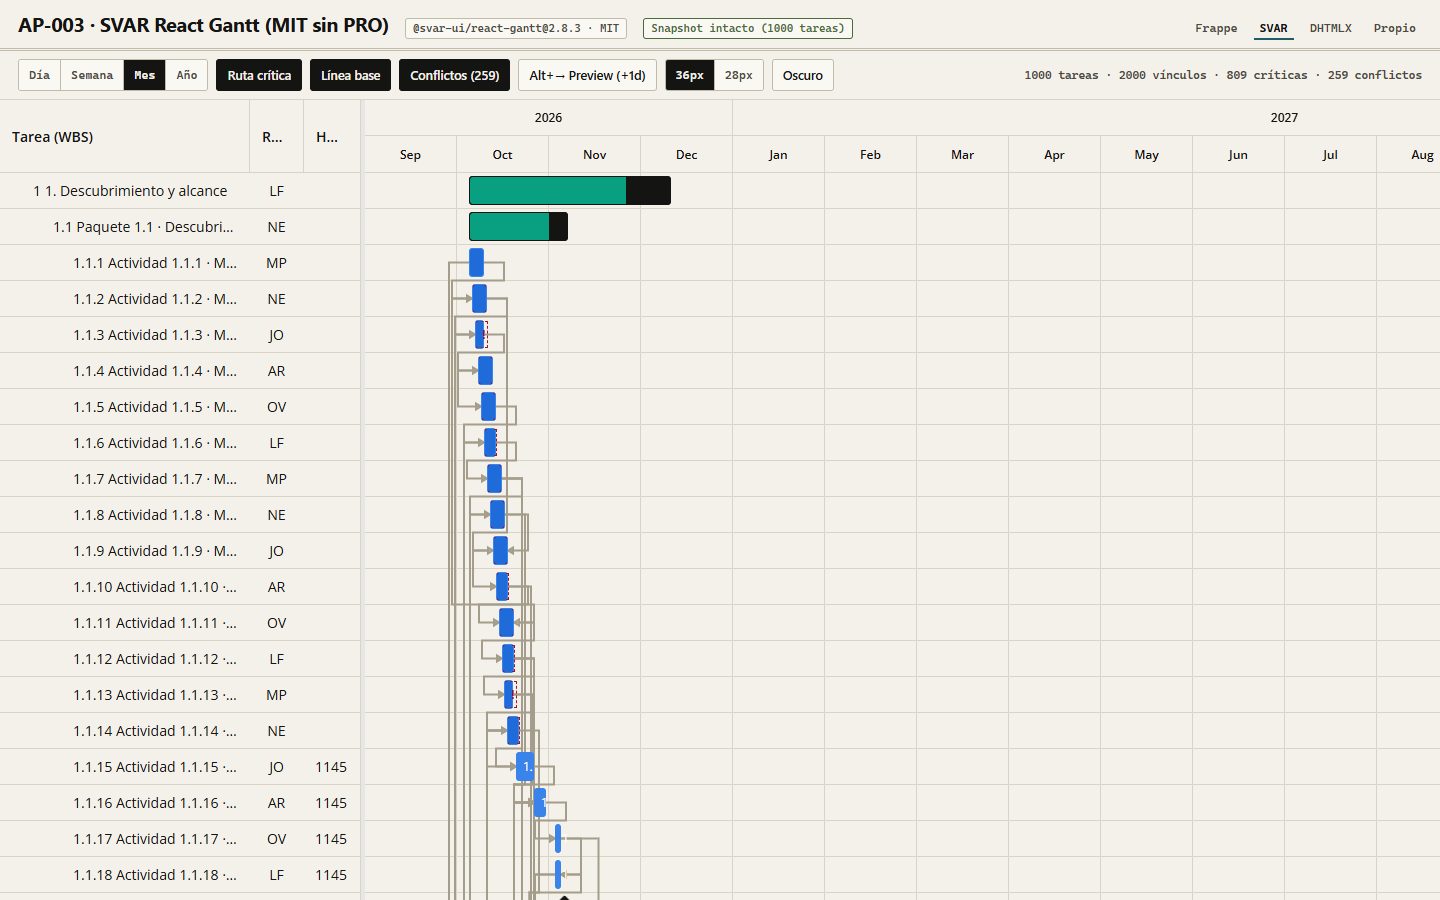 AP-003 · SVAR React Gantt (MIT sin PRO) @svar-ui/react-gantt@2.8.3 · MIT Snapshot intacto (1000 tareas) Frappe SVAR DHTMLX Propio
Día Semana Mes Año Ruta crítica Línea base Conflictos (259) Alt+→ Preview (+1d) 36px 28px Oscuro 1000 tareas · 2000 vínculos · 809 críticas · 259 conflictos
Tarea (WBS) R... H...
2026 2027
Sep Oct Nov Dec Jan Feb Mar Apr May Jun Jul Aug
1 1. Descubrimiento y alcance LF
1.1 Paquete 1.1 · Descubri... NE
1.1.1 Actividad 1.1.1 · M... MP
1.1.2 Actividad 1.1.2 · M... NE
1.1.3 Actividad 1.1.3 · M... JO
1.1.4 Actividad 1.1.4 · M... AR
1.1.5 Actividad 1.1.5 · M... OV
1.1.6 Actividad 1.1.6 · M... LF
1.1.7 Actividad 1.1.7 · M... MP
1.1.8 Actividad 1.1.8 · M... NE
1.1.9 Actividad 1.1.9 · M... JO
1.1.10 Actividad 1.1.10 ·... AR
1.1.11 Actividad 1.1.11 ·... OV
1.1.12 Actividad 1.1.12 ·... LF
1.1.13 Actividad 1.1.13 ·... MP
1.1.14 Actividad 1.1.14 ·... NE
1.1.15 Actividad 1.1.15 ·... JO 1145 1.
1.1.16 Actividad 1.1.16 ·... AR 1145
1.1.17 Actividad 1.1.17 ·... OV 1145
1.1.18 Actividad 1.1.18 ·... LF 1145